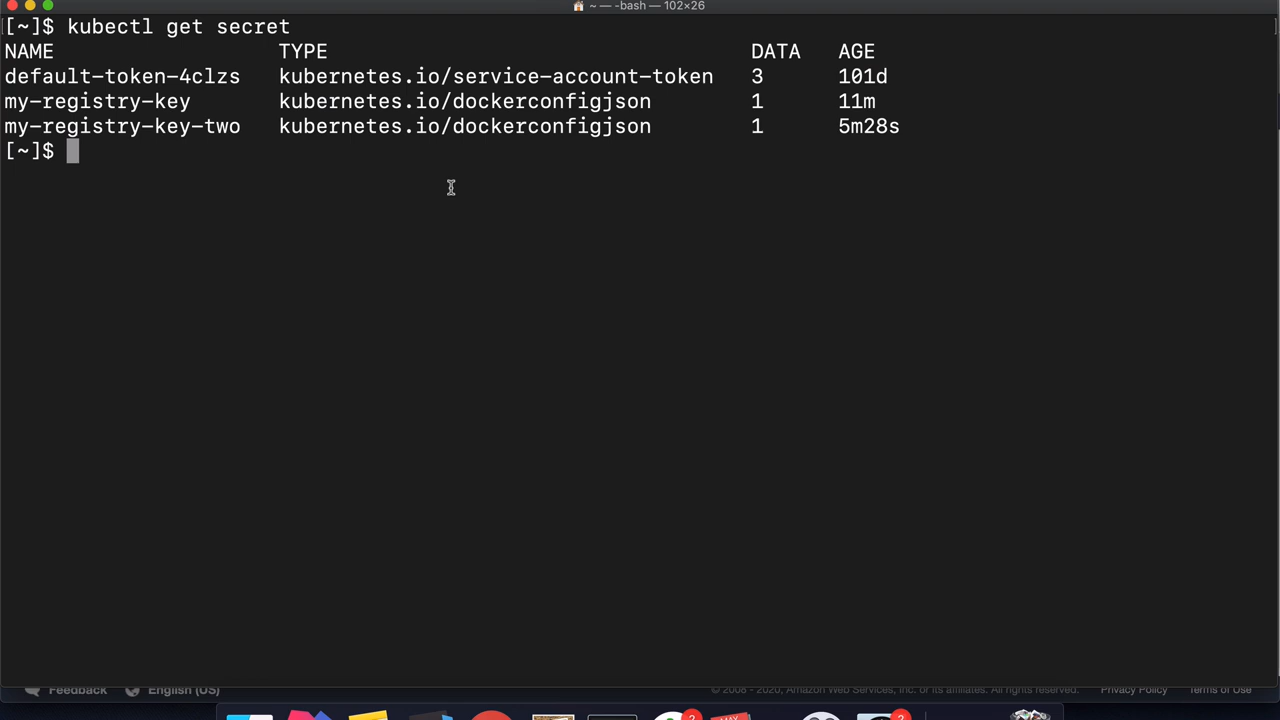 ~ — -bash — 102×26
[~]$ kubectl get secret
NAME TYPE DATA AGE
default-token-4clzs kubernetes.io/service-account-token 3 101d
my-registry-key kubernetes.io/dockerconfigjson 1 11m
my-registry-key-two kubernetes.io/dockerconfigjson 1 5m28s
[~]$
Feedback English (US) © 2008 - 2020, Amazon Web Services, Inc. or its affiliates. All rights reserved. Privacy Policy Terms of Use
2 MAY 2